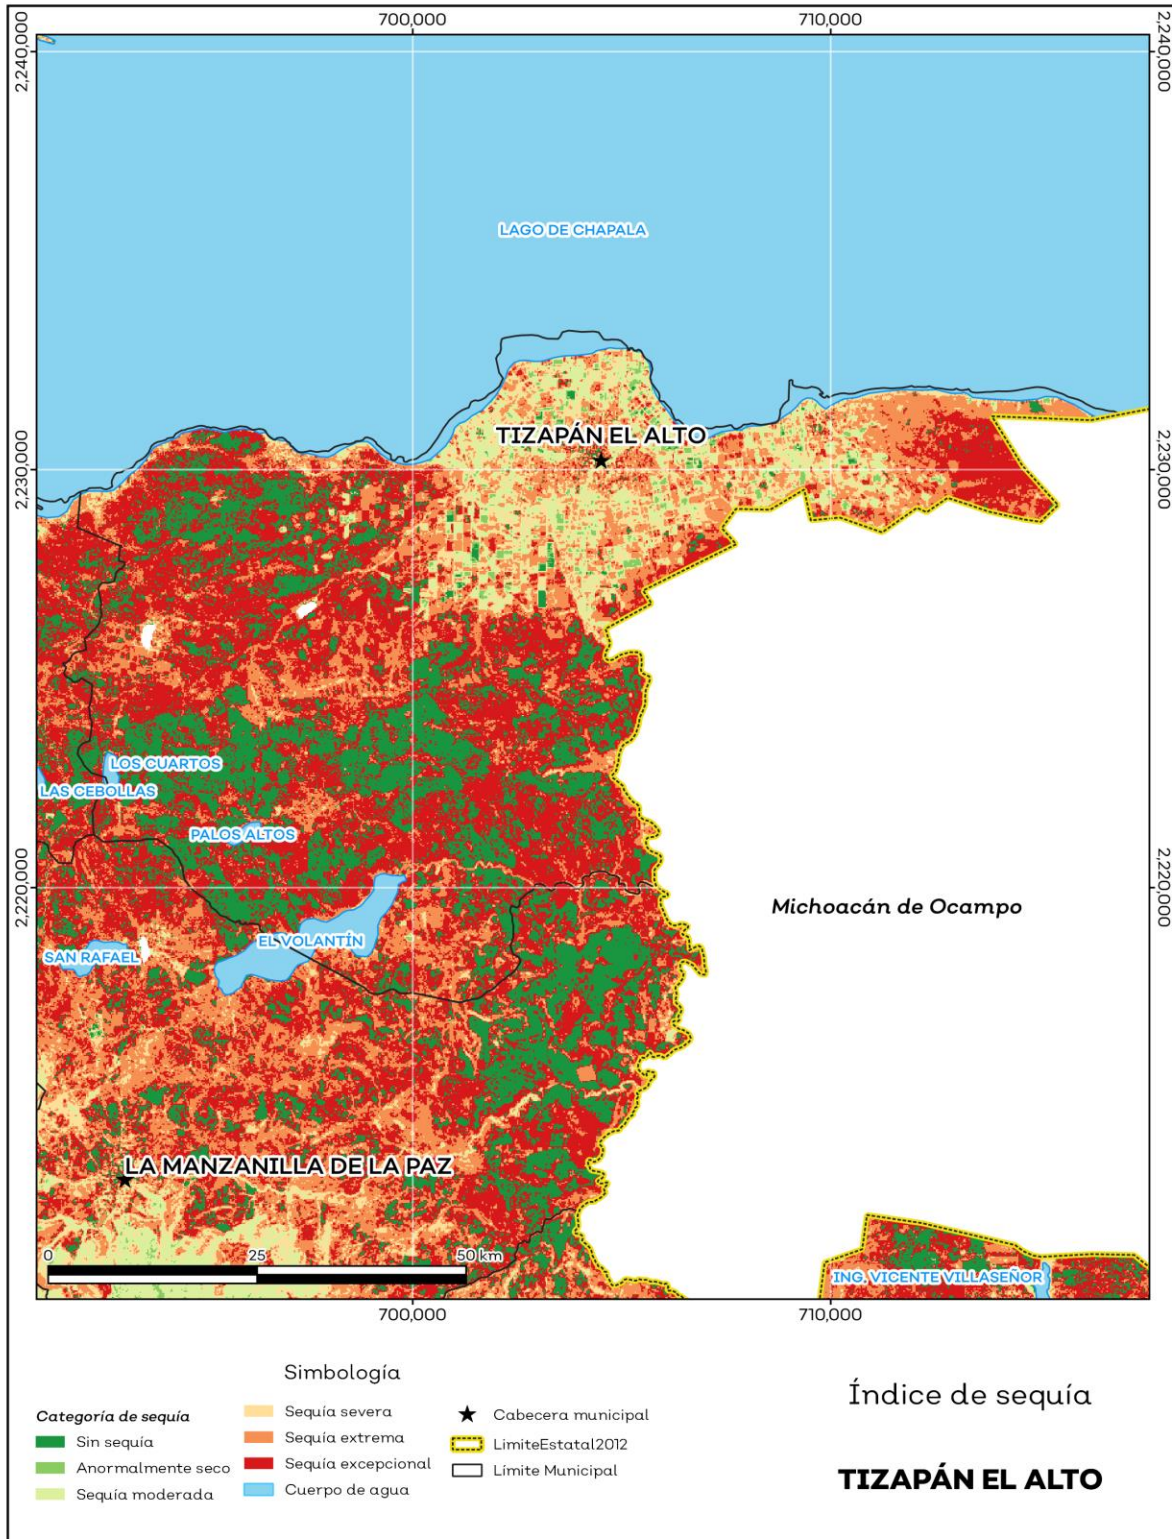 700,000
710,000
2,240,000
2,240,000
LAGO DE CHAPALA
TIZAPÁN EL ALTO
2,230,000
2,230,000
LOS CUARTOS
LAS CEBOLLAS
PALOS ALTOS
2,220,000
2,220,000
Michoacán de Ocampo
EL VOLANTÍN
SAN RAFAEL
LA MANZANILLA DE LA PAZ
0
25
50 km
ING. VICENTE VILLASEÑOR
700,000
710,000
Simbología
Categoría de sequía
Sin sequía
Anormalmente seco
Sequía moderada
Sequía severa
Sequía extrema
Sequía excepcional
Cuerpo de agua
Cabecera municipal
LimiteEstatal2012
Límite Municipal
Índice de sequía
TIZAPÁN EL ALTO